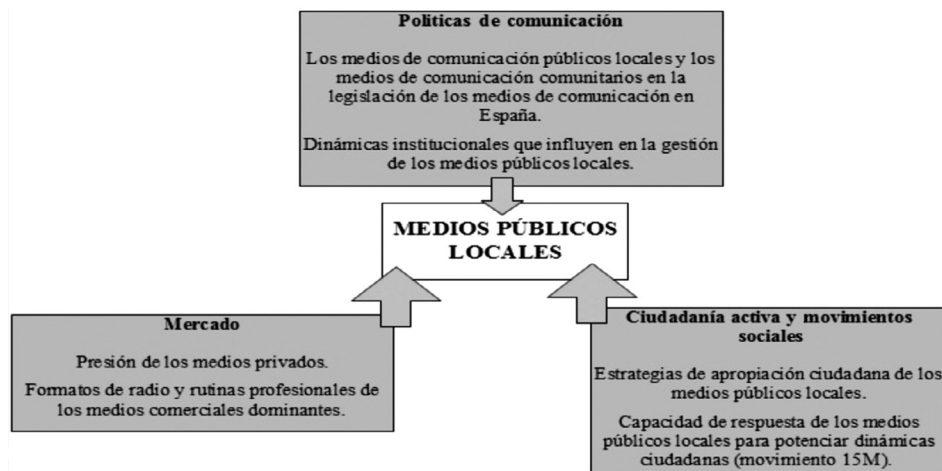 Políticas de comunicación
Los medios de comunicación públicos locales y los
medios de comunicación comunitarios en la
legislación de los medios de comunicación en
España.
Dinámicas institucionales que influyen en la gestión
de los medios públicos locales.
MEDIOS PÚBLICOS
LOCALES
Mercado
Presión de los medios privados.
Formatos de radio y rutinas profesionales de
los medios comerciales dominantes.
Ciudadanía activa y movimientos
sociales
Estrategias de apropiación ciudadana de los
medios públicos locales.
Capacidad de respuesta de los medios
públicos locales para potenciar dinámicas
ciudadanas (movimiento 15M).